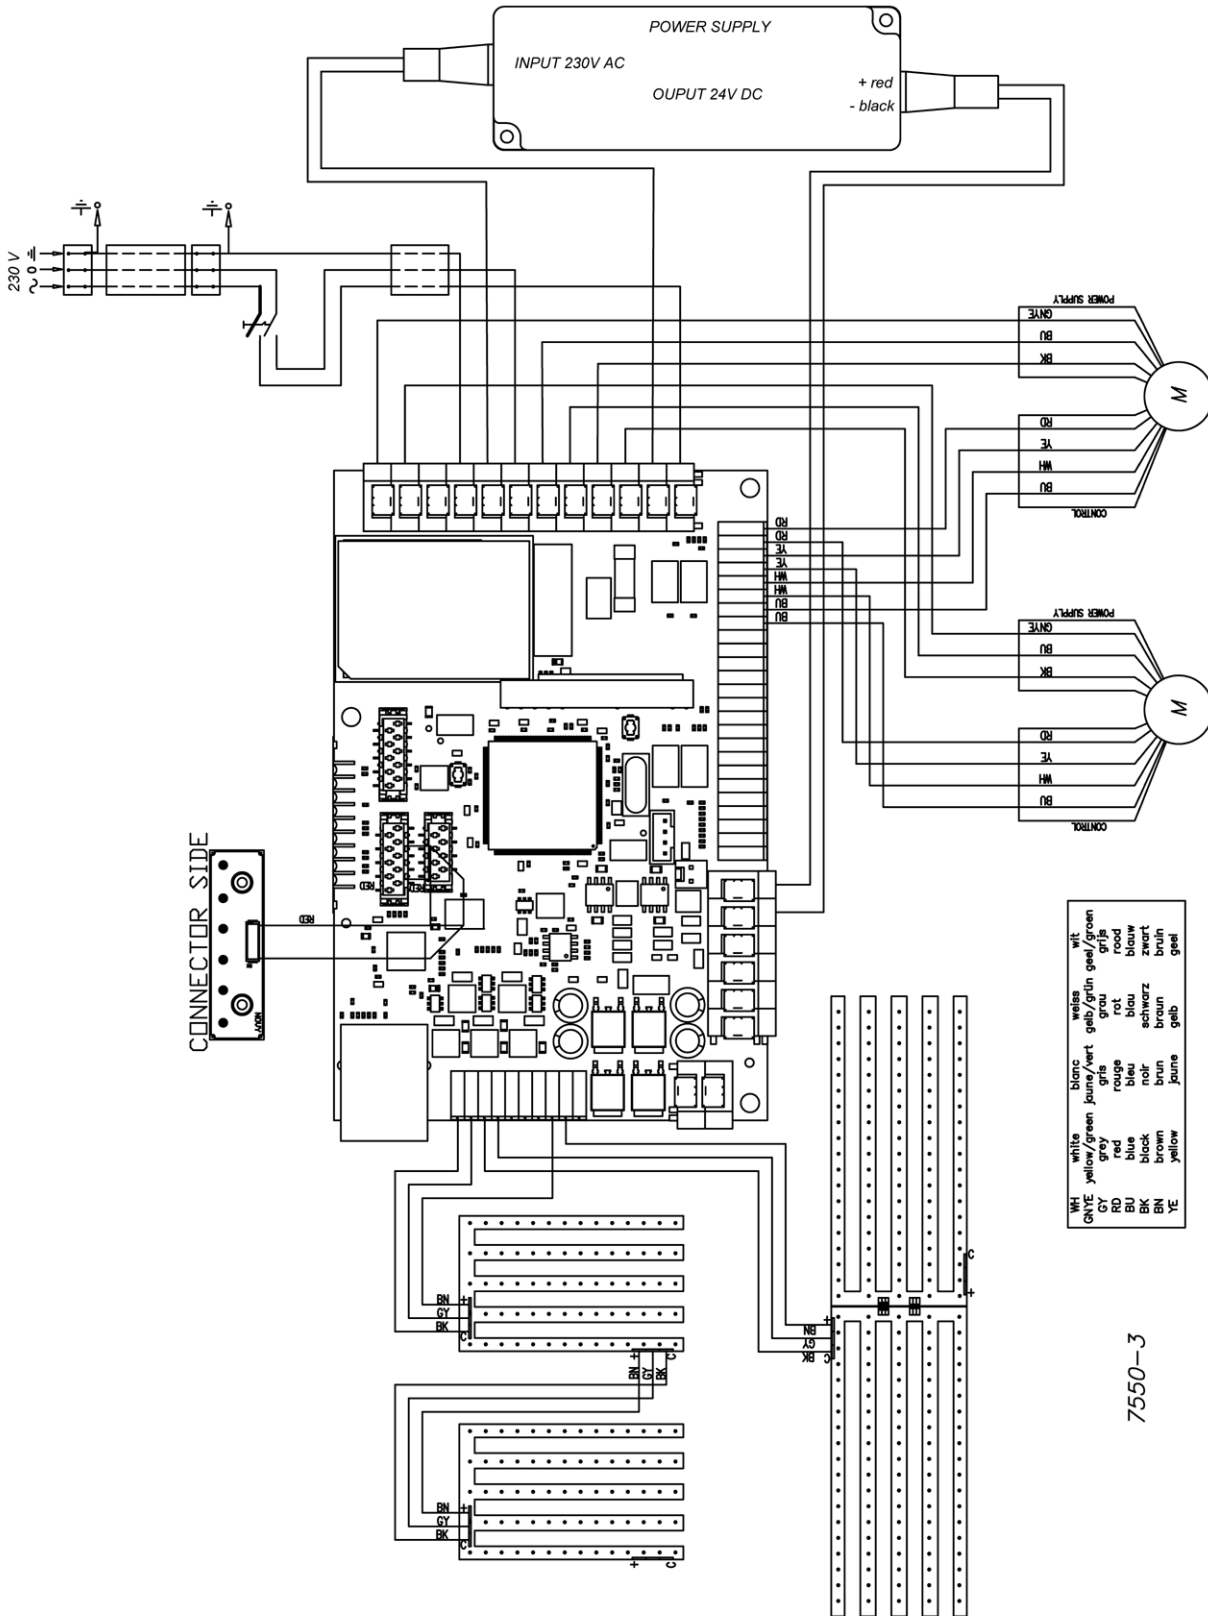 POWER SUPPLY
INPUT 230V AC
OUPUT 24V DC
+ red
- black
230 V
POWER SUPPLY
GNYE
BU
BK
M
RD
YE
WH
BU
CONTROL
RD
RD
YE
YE
WH
WH
BU
BU
POWER SUPPLY
GNYE
BU
BK
M
RD
YE
WH
BU
CONTROL
CONNECTOR SIDE
NOVY
RED
RED
RED
WH white blanc weiss wit
GNYE yellow/green jaune/vert gelb/grün geel/groen
GY grey gris grau grijs
RD red rouge rot rood
BU blue bleu blau blauw
BK black noir schwarz zwart
BN brown brun braun bruin
YE yellow jaune gelb geel
BN +
GY
BK C
+ C
BN
GY
BK
BN +
GY
BK C
+ C
+
BN
GY
BK C
C
+
7550-3